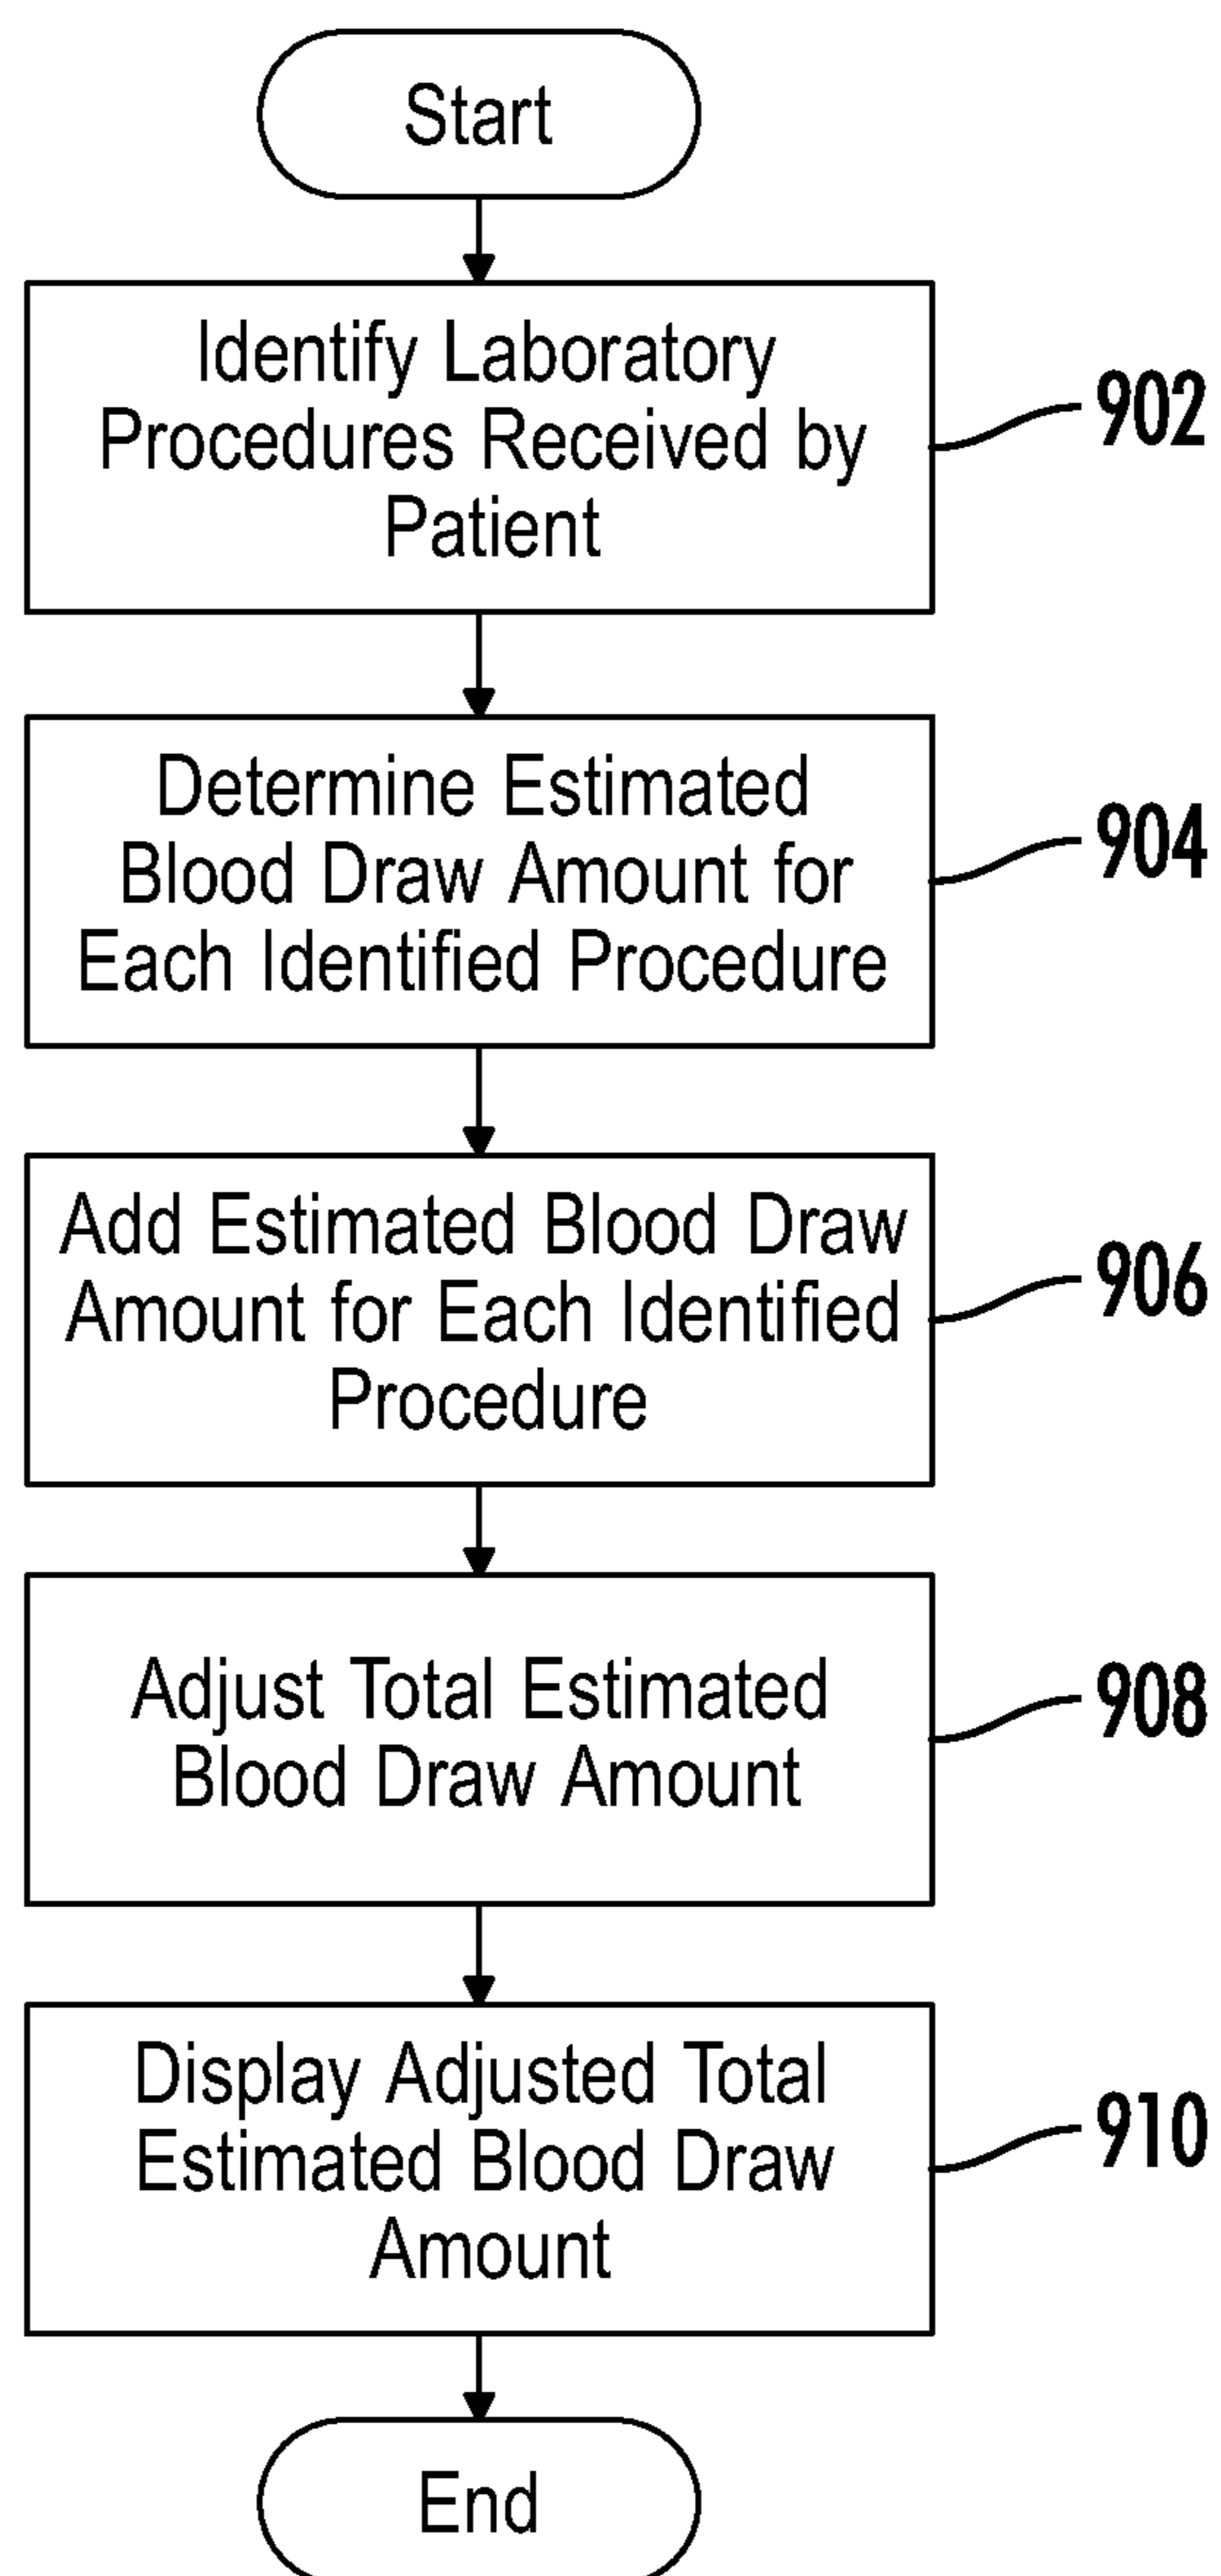 Start
Identify Laboratory
Procedures Received by
Patient
902
Determine Estimated
Blood Draw Amount for
Each Identified Procedure
904
Add Estimated Blood Draw
Amount for Each Identified
Procedure
906
Adjust Total Estimated
Blood Draw Amount
908
Display Adjusted Total
Estimated Blood Draw
Amount
910
End